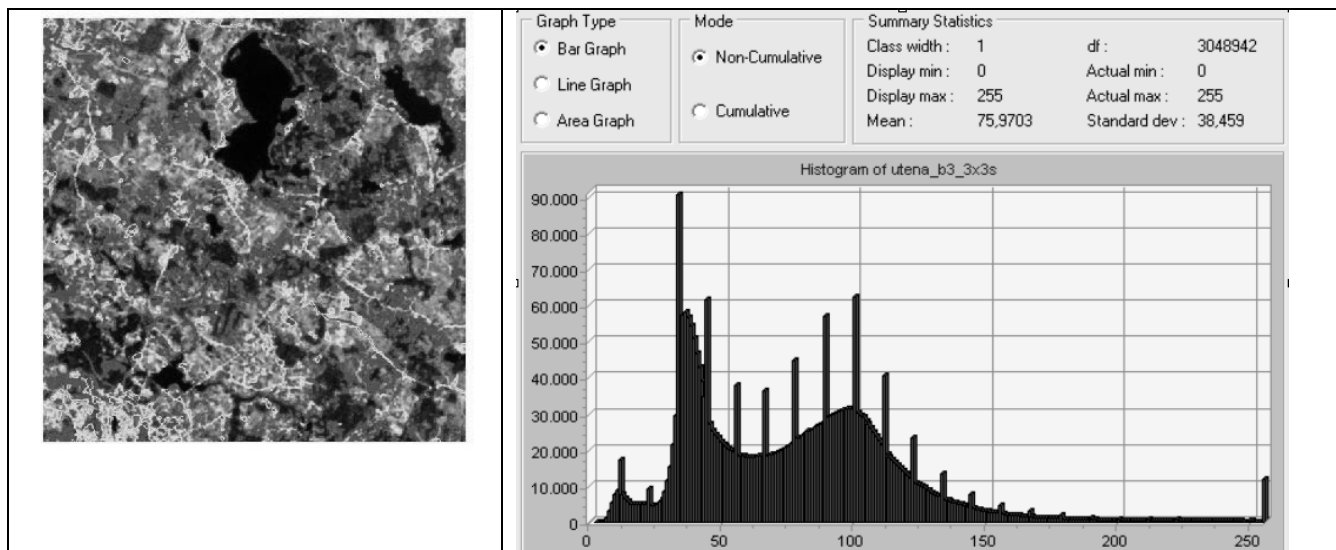 Graph Type
Bar Graph
Line Graph
Area Graph
Mode
Non-Cumulative
Cumulative
Summary Statistics
Class width : 1 df : 3048942
Display min : 0 Actual min : 0
Display max : 255 Actual max : 255
Mean : 75,9703 Standard dev : 38,459
Histogram of utena_b3_3x3s
90.000
80.000
70.000
60.000
50.000
40.000
30.000
20.000
10.000
0
0 50 100 150 200 250